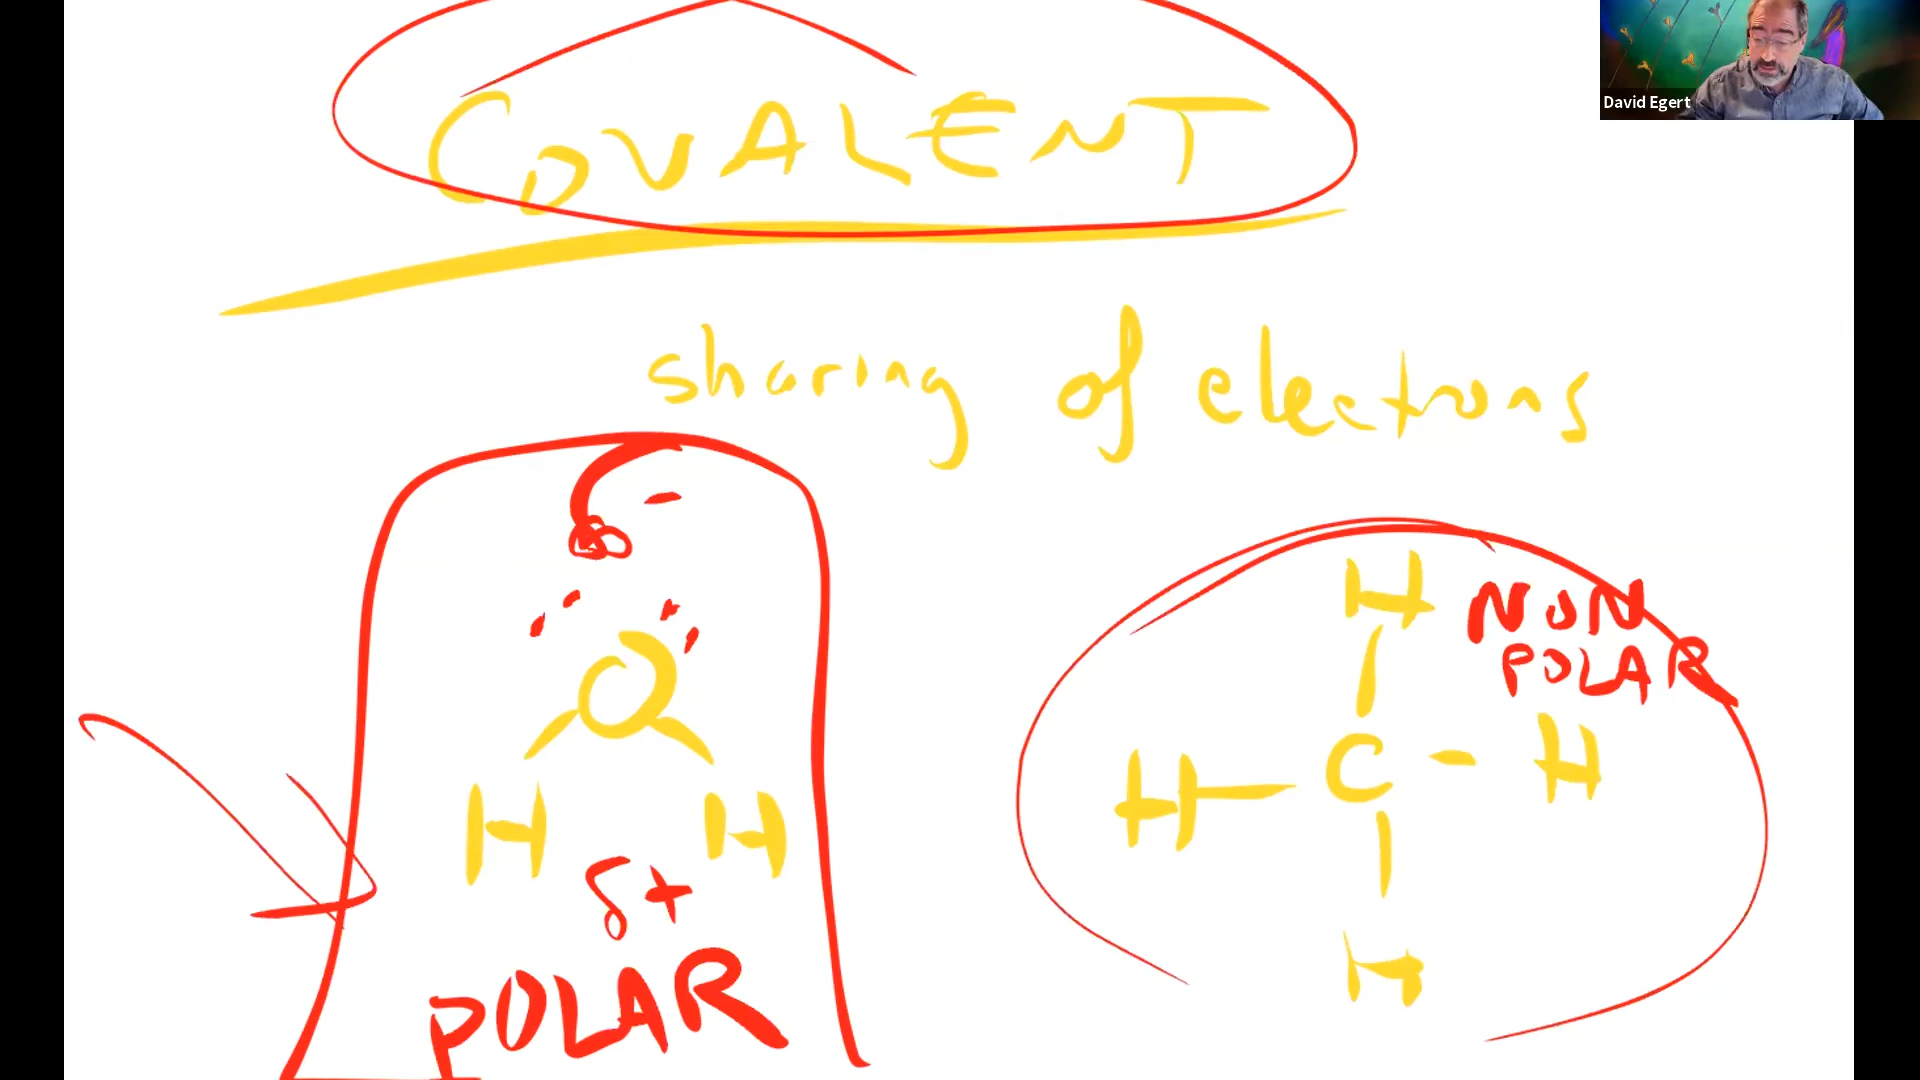 David Egert
COVALENT
sharing of electrons
δ-
O
H H
δ+
POLAR
H
NON
POLAR
H-C-H
H